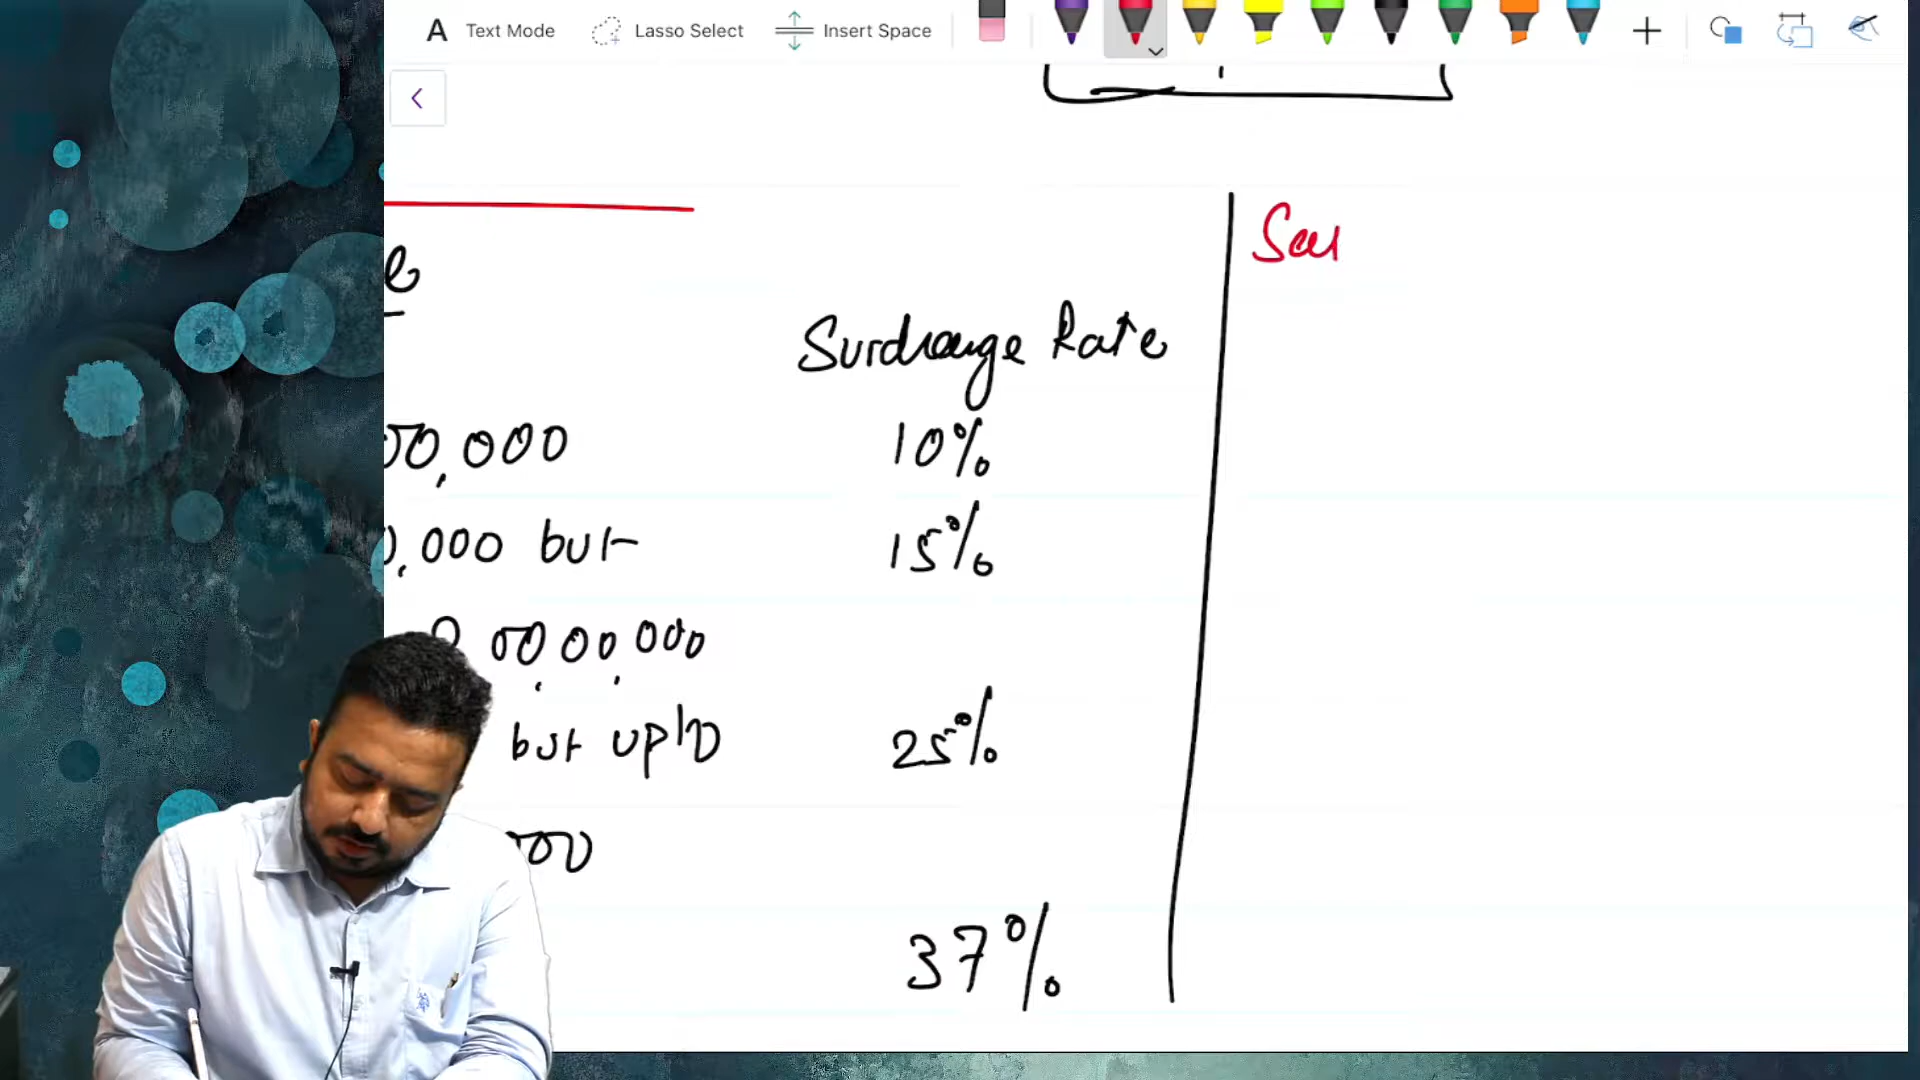 Text Mode Lasso Select Insert Space
Surcharge Rate
00,000 10%
0,000 but 15%
00,00,000
but upto 25%
000
37%